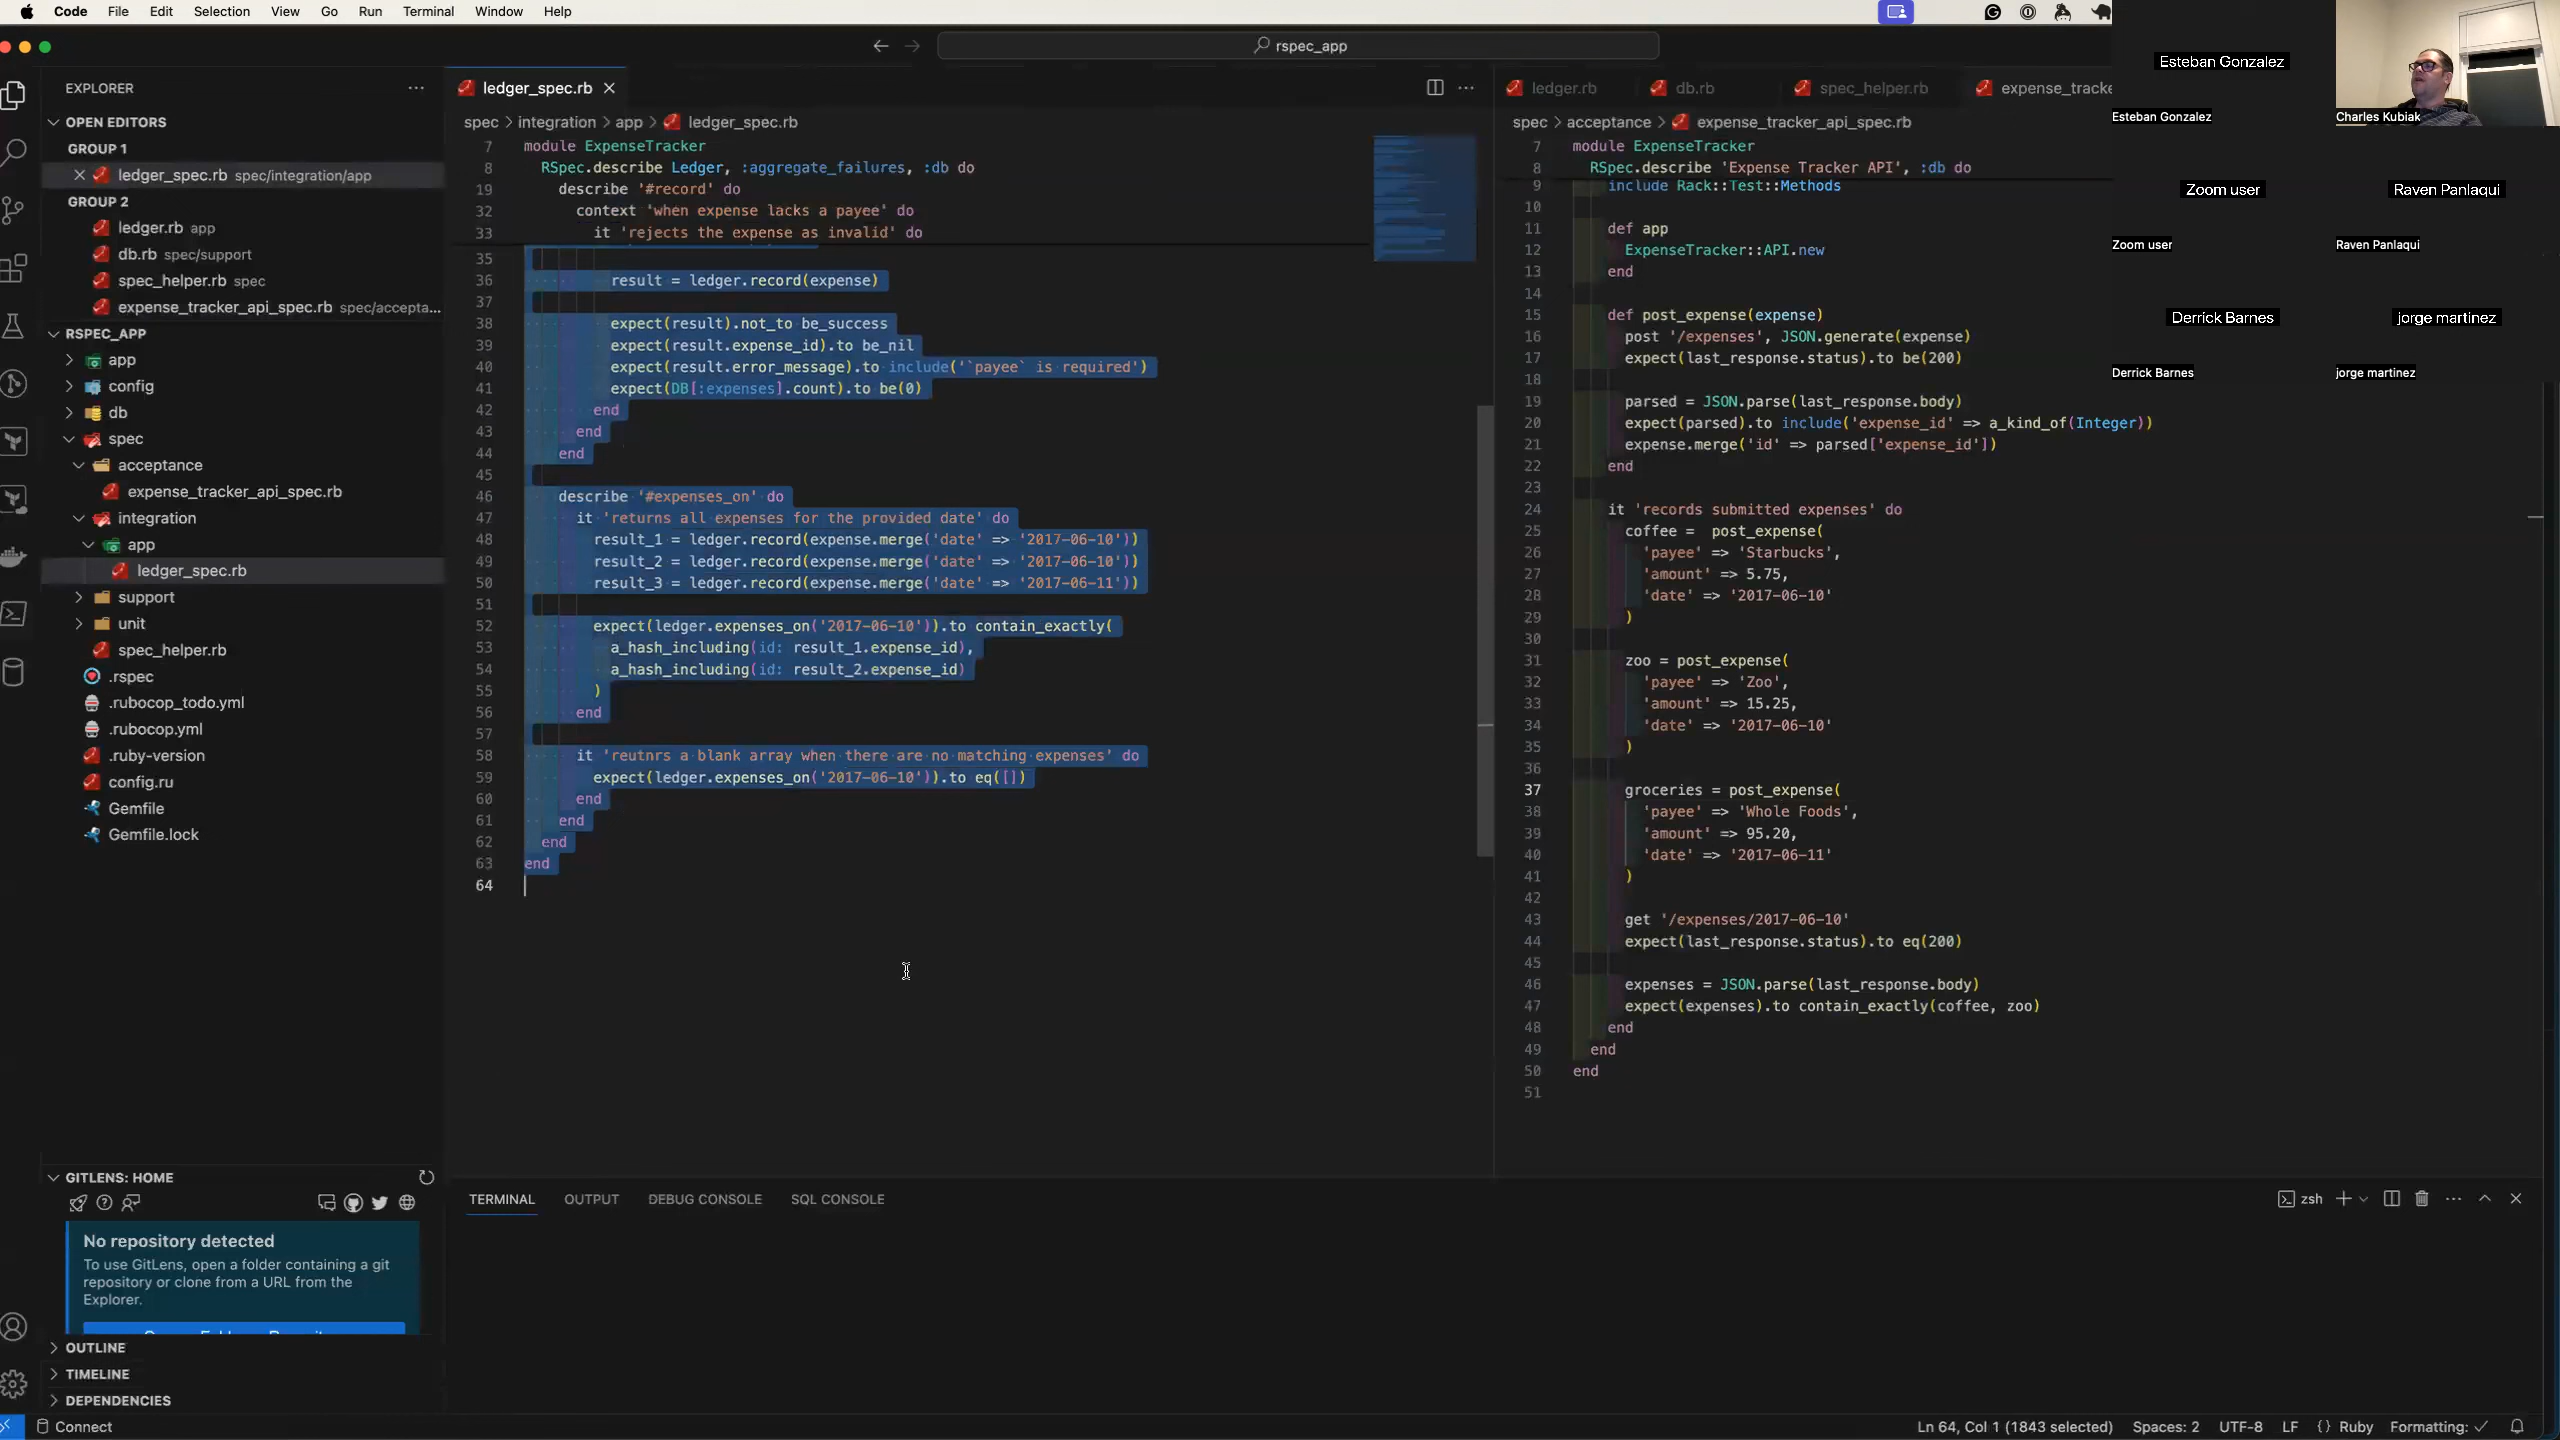 Code File Edit Selection View Go Run Terminal Window Help
rspec_app
EXPLORER
OPEN EDITORS
GROUP 1
ledger_spec.rb spec/integration/app
GROUP 2
ledger.rb app
db.rb spec/support
spec_helper.rb spec
expense_tracker_api_spec.rb spec/accepta...
RSPEC_APP
app
config
db
spec
acceptance
expense_tracker_api_spec.rb
integration
app
ledger_spec.rb
support
unit
spec_helper.rb
.rspec
.rubocop_todo.yml
.rubocop.yml
.ruby-version
config.ru
Gemfile
Gemfile.lock
GITLENS: HOME
No repository detected
To use GitLens, open a folder containing a git
repository or clone from a URL from the
Explorer.
OUTLINE
TIMELINE
DEPENDENCIES
ledger_spec.rb
spec > integration > app > ledger_spec.rb
7 module ExpenseTracker
8 RSpec.describe Ledger, :aggregate_failures, :db do
19 describe '#record' do
32 context 'when expense lacks a payee' do
33 it 'rejects the expense as invalid' do
35
36 result = ledger.record(expense)
37
38 expect(result).not_to be_success
39 expect(result.expense_id).to be_nil
40 expect(result.error_message).to include('`payee` is required')
41 expect(DB[:expenses].count).to be(0)
42 end
43 end
44 end
45
46 describe '#expenses_on' do
47 it 'returns all expenses for the provided date' do
48 result_1 = ledger.record(expense.merge('date' => '2017-06-10'))
49 result_2 = ledger.record(expense.merge('date' => '2017-06-10'))
50 result_3 = ledger.record(expense.merge('date' => '2017-06-11'))
51
52 expect(ledger.expenses_on('2017-06-10')).to contain_exactly(
53 a_hash_including(id: result_1.expense_id),
54 a_hash_including(id: result_2.expense_id)
55 )
56 end
57
58 it 'reutnrs a blank array when there are no matching expenses' do
59 expect(ledger.expenses_on('2017-06-10')).to eq([])
60 end
61 end
62 end
63 end
64
ledger.rb db.rb spec_helper.rb expense_tracke
spec > acceptance > expense_tracker_api_spec.rb
7 module ExpenseTracker
8 RSpec.describe 'Expense Tracker API', :db do
9 include Rack::Test::Methods
10
11 def app
12 ExpenseTracker::API.new
13 end
14
15 def post_expense(expense)
16 post '/expenses', JSON.generate(expense)
17 expect(last_response.status).to be(200)
18
19 parsed = JSON.parse(last_response.body)
20 expect(parsed).to include('expense_id' => a_kind_of(Integer))
21 expense.merge('id' => parsed['expense_id'])
22 end
23
24 it 'records submitted expenses' do
25 coffee = post_expense(
26 'payee' => 'Starbucks',
27 'amount' => 5.75,
28 'date' => '2017-06-10'
29 )
30
31 zoo = post_expense(
32 'payee' => 'Zoo',
33 'amount' => 15.25,
34 'date' => '2017-06-10'
35 )
36
37 groceries = post_expense(
38 'payee' => 'Whole Foods',
39 'amount' => 95.20,
40 'date' => '2017-06-11'
41 )
42
43 get '/expenses/2017-06-10'
44 expect(last_response.status).to eq(200)
45
46 expenses = JSON.parse(last_response.body)
47 expect(expenses).to contain_exactly(coffee, zoo)
48 end
49 end
50 end
51
Esteban Gonzalez
Esteban Gonzalez
Charles Kubiak
Zoom user
Zoom user
Raven Panlaqui
Raven Panlaqui
Derrick Barnes
Derrick Barnes
jorge martinez
jorge martinez
TERMINAL OUTPUT DEBUG CONSOLE SQL CONSOLE
zsh
Connect
Ln 64, Col 1 (1843 selected) Spaces: 2 UTF-8 LF { } Ruby Formatting: ✓